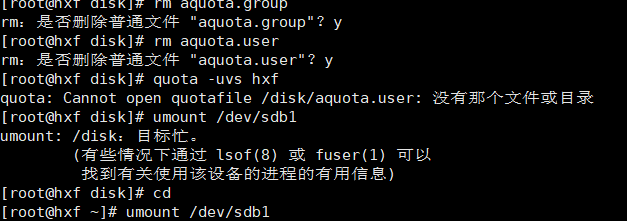 [root@hxf disk]# rm aquota.group
rm：是否删除普通文件 "aquota.group"？y
[root@hxf disk]# rm aquota.user
rm：是否删除普通文件 "aquota.user"？y
[root@hxf disk]# quota -uvs hxf
quota: Cannot open quotafile /disk/aquota.user: 没有那个文件或目录
[root@hxf disk]# umount /dev/sdb1
umount: /disk：目标忙。
(有些情况下通过 lsof(8) 或 fuser(1) 可以
找到有关使用该设备的进程的有用信息)
[root@hxf disk]# cd
[root@hxf ~]# umount /dev/sdb1